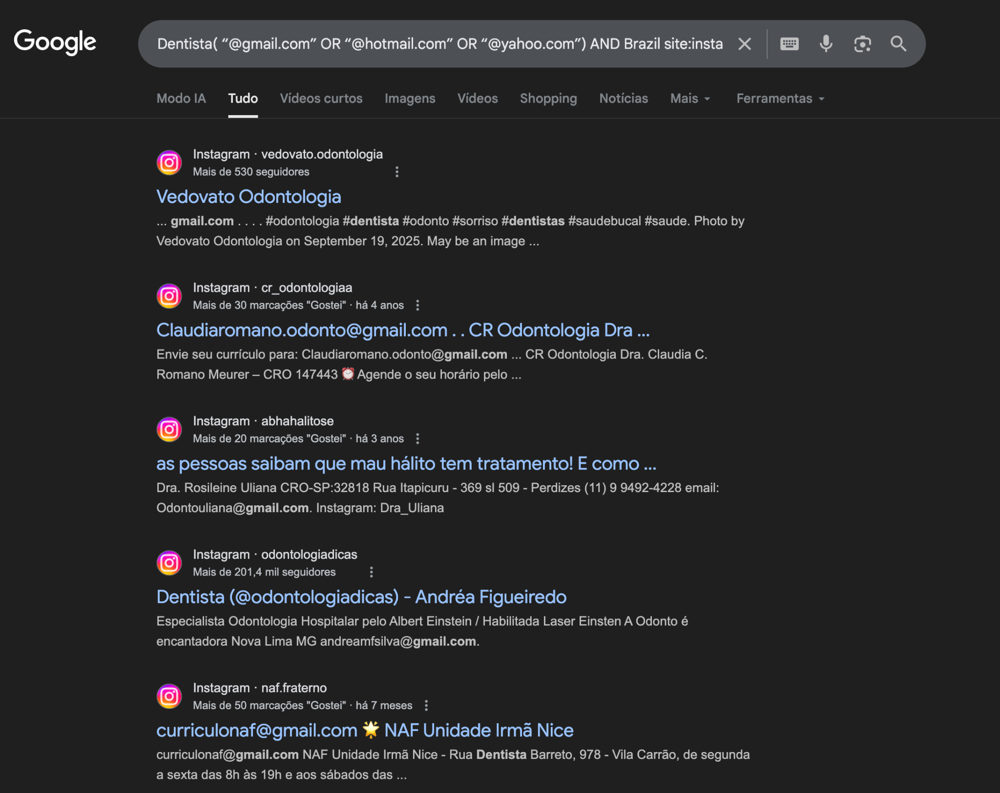 Google
Dentista( “@gmail.com” OR “@hotmail.com” OR “@yahoo.com”) AND Brazil site:insta
Modo IA Tudo Vídeos curtos Imagens Vídeos Shopping Notícias Mais Ferramentas
Instagram · vedovato.odontologia
Mais de 530 seguidores
Vedovato Odontologia
... gmail.com . . . . #odontologia #dentista #odonto #sorriso #dentistas #saudebucal #saude. Photo by
Vedovato Odontologia on September 19, 2025. May be an image ...
Instagram · cr_odontologiaa
Mais de 30 marcações "Gostei" · há 4 anos
Claudiaromano.odonto@gmail.com . . CR Odontologia Dra ...
Envie seu currículo para: Claudiaromano.odonto@gmail.com ... CR Odontologia Dra. Claudia C.
Romano Meurer – CRO 147443 ⏰ Agende o seu horário pelo ...
Instagram · abhahalitose
Mais de 20 marcações "Gostei" · há 3 anos
as pessoas saibam que mau hálito tem tratamento! E como ...
Dra. Rosileine Uliana CRO-SP:32818 Rua Itapicuru - 369 sl 509 - Perdizes (11) 9 9492-4228 email:
Odontouliana@gmail.com. Instagram: Dra_Uliana
Instagram · odontologiadicas
Mais de 201,4 mil seguidores
Dentista (@odontologiadicas) - Andréa Figueiredo
Especialista Odontologia Hospitalar pelo Albert Einstein / Habilitada Laser Einsten A Odonto é
encantadora Nova Lima MG andreamfsilva@gmail.com.
Instagram · naf.fraterno
Mais de 50 marcações "Gostei" · há 7 meses
curriculonaf@gmail.com 🌟 NAF Unidade Irmã Nice
curriculonaf@gmail.com NAF Unidade Irmã Nice - Rua Dentista Barreto, 978 - Vila Carrão, de segunda
a sexta das 8h às 19h e aos sábados das ...